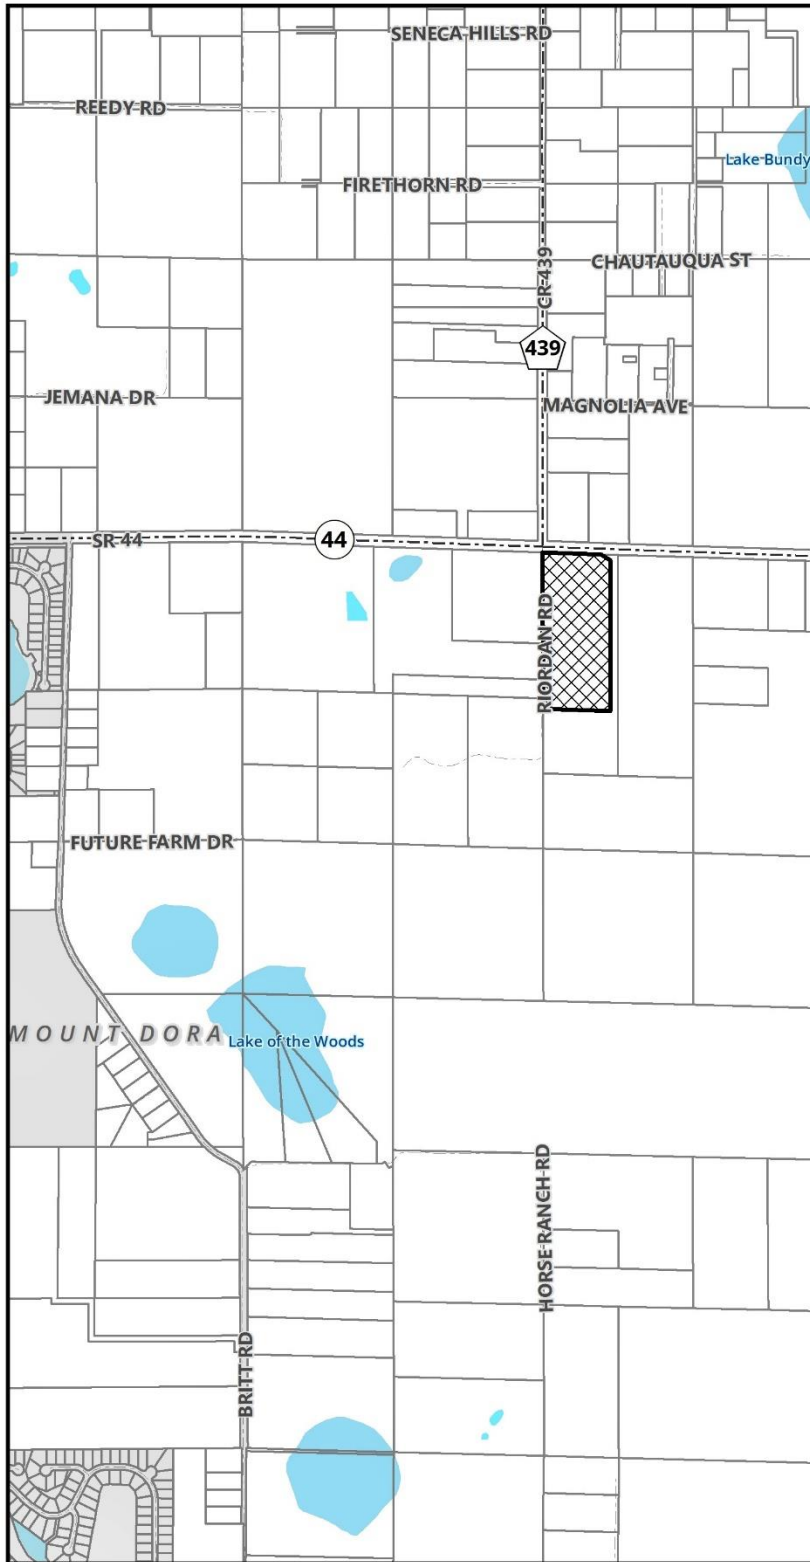 SENECA HILLS RD
REEDY RD
Lake Bundy
FIRETHORN RD
CHAUTAUQUA ST
CR 439
439
JEMANA DR
MAGNOLIA AVE
SR 44
44
RIORDAN RD
FUTURE FARM DR
MOUNT DORA
Lake of the Woods
HORSE RANCH RD
BRITT RD